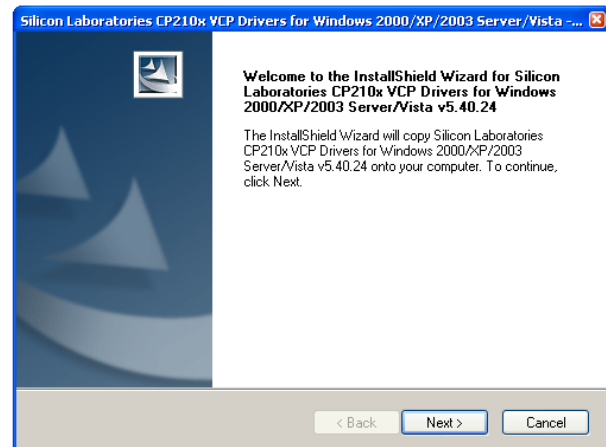 Silicon Laboratories CP210x VCP Drivers for Windows 2000/XP/2003 Server/Vista -...
Welcome to the InstallShield Wizard for Silicon
Laboratories CP210x VCP Drivers for Windows
2000/XP/2003 Server/Vista v5.40.24
The InstallShield Wizard will copy Silicon Laboratories
CP210x VCP Drivers for Windows 2000/XP/2003
Server/Vista v5.40.24 onto your computer. To continue,
click Next.
< Back Next > Cancel